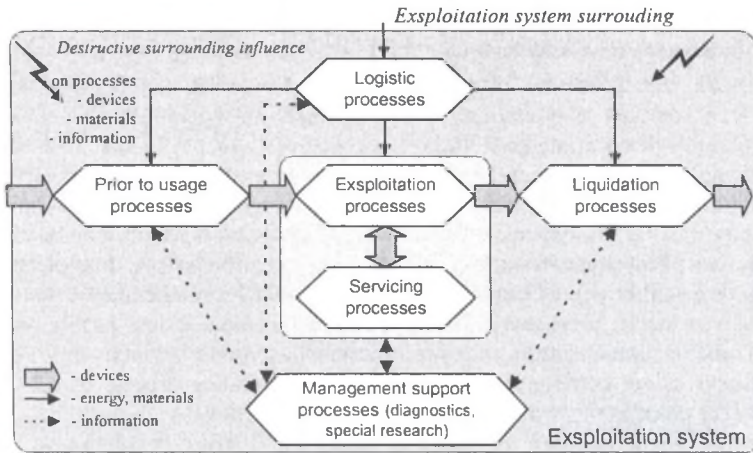 Exsploitation system surrouding
Destructive surrounding influence
on processes
- devices
- materials
- information
Logistic
processes
Prior to usage
processes
Exsploitation
processes
Liquidation
processes
Servicing
processes
- devices
- energy, materials
- information
Management support
processes (diagnostics,
special research)
Exsploitation system